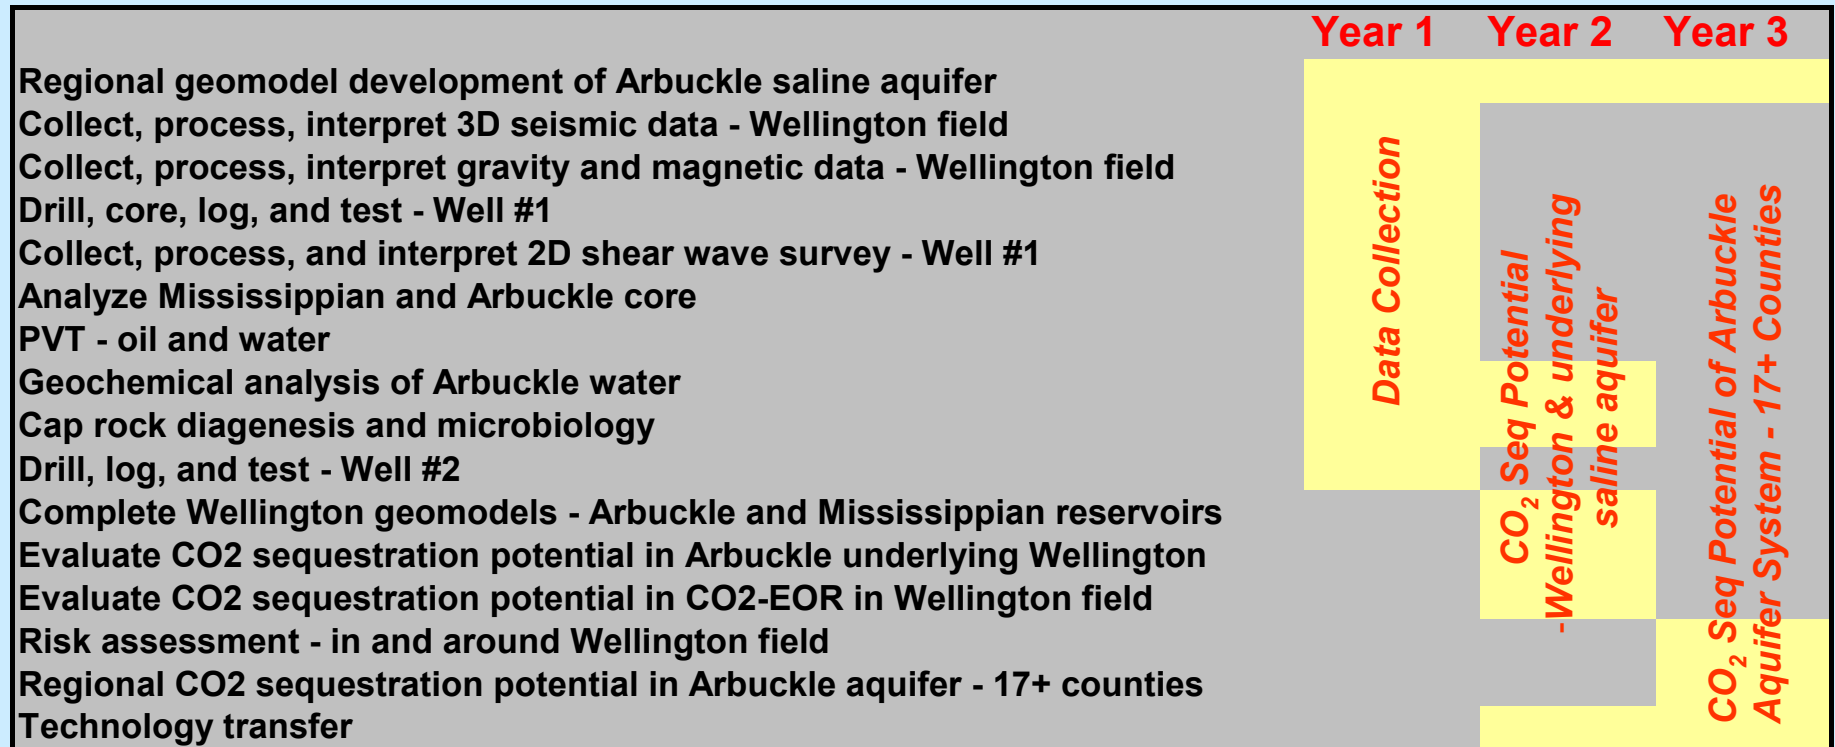 Year 1 Year 2 Year 3
Regional geomodel development of Arbuckle saline aquifer
Collect, process, interpret 3D seismic data - Wellington field
Collect, process, interpret gravity and magnetic data - Wellington field
Drill, core, log, and test - Well #1
Collect, process, and interpret 2D shear wave survey - Well #1
Analyze Mississippian and Arbuckle core
PVT - oil and water
Geochemical analysis of Arbuckle water
Cap rock diagenesis and microbiology
Drill, log, and test - Well #2
Complete Wellington geomodels - Arbuckle and Mississippian reservoirs
Evaluate CO2 sequestration potential in Arbuckle underlying Wellington
Evaluate CO2 sequestration potential in CO2-EOR in Wellington field
Risk assessment - in and around Wellington field
Regional CO2 sequestration potential in Arbuckle aquifer - 17+ counties
Technology transfer
Data Collection
CO₂ Seq Potential
-Wellington & underlying
saline aquifer
CO₂ Seq Potential of Arbuckle
Aquifer System - 17+ Counties